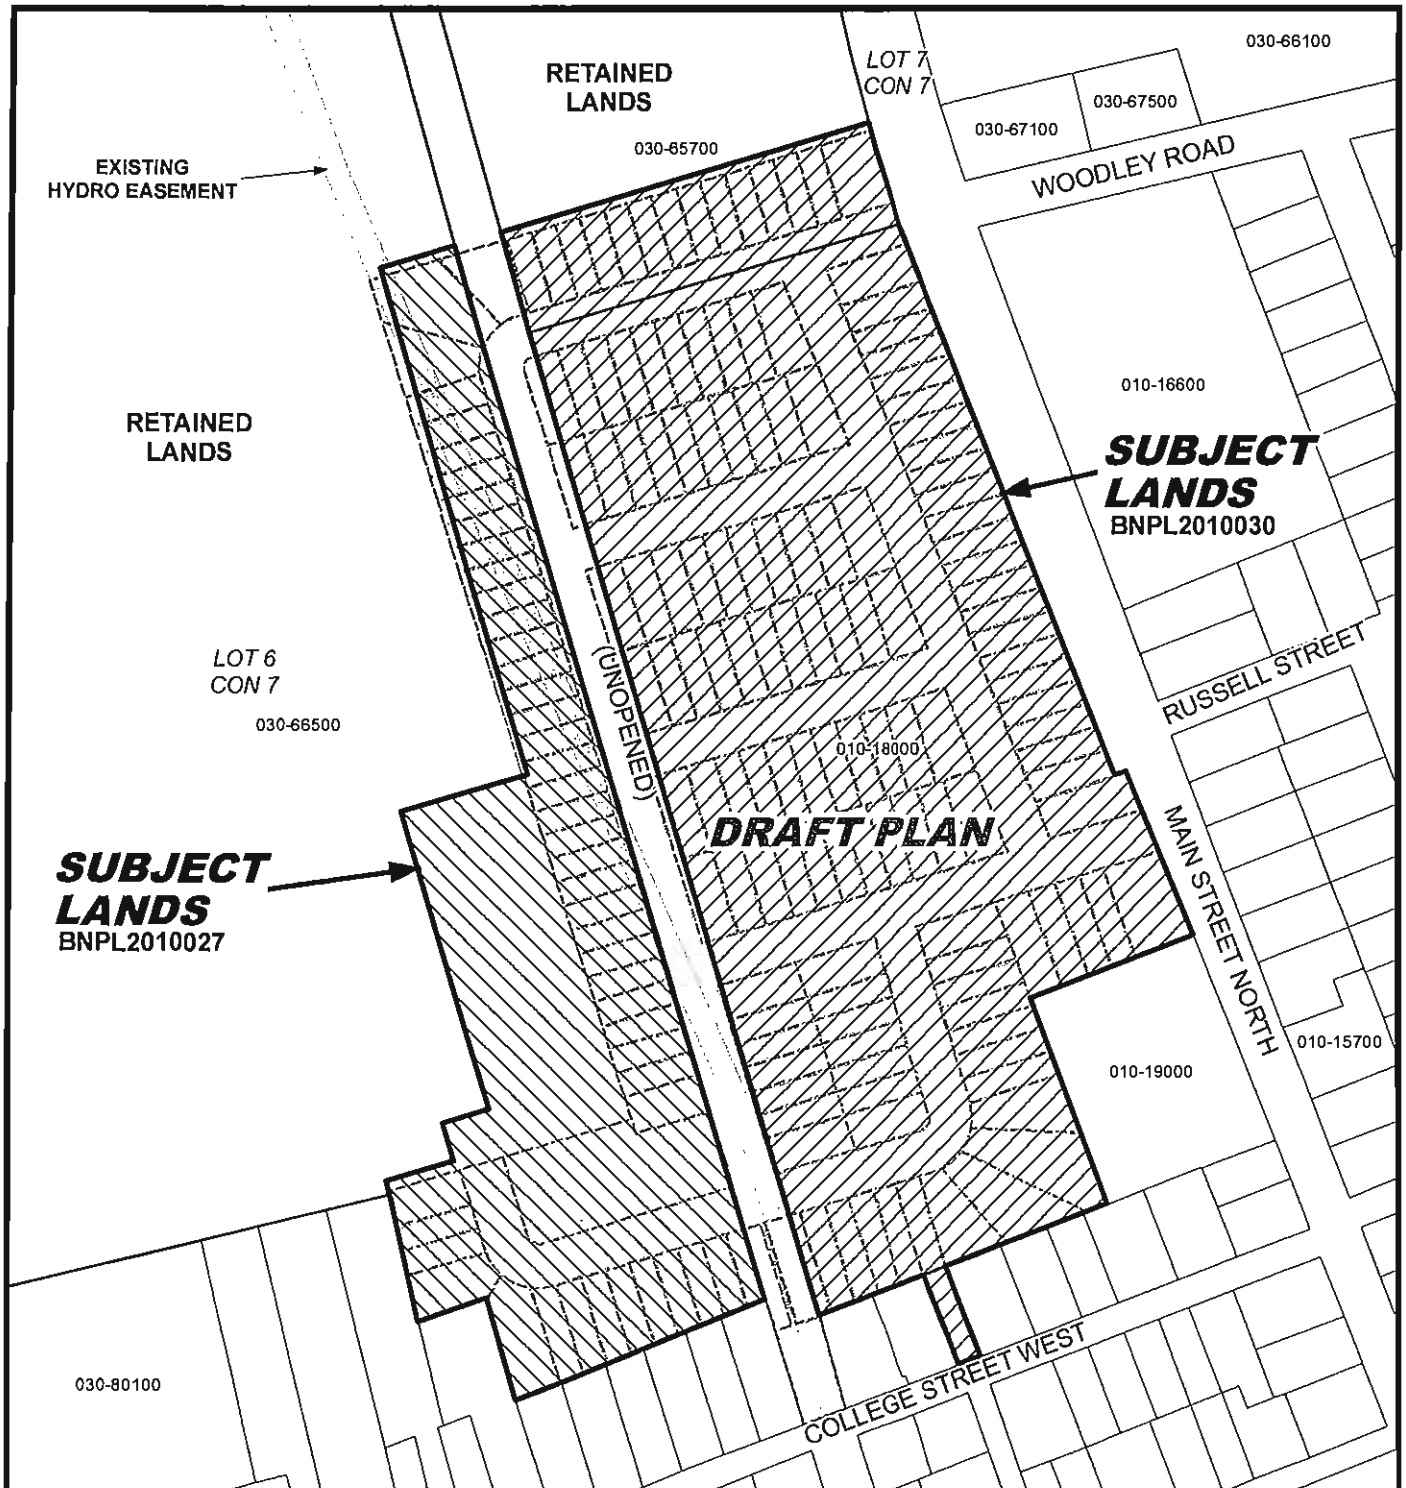 030-66100
LOT 7
CON 7
RETAINED
LANDS
030-67500
030-67100
030-65700
WOODLEY ROAD
EXISTING
HYDRO EASEMENT
010-16600
RETAINED
LANDS
SUBJECT
LANDS
BNPL2010030
LOT 6
CON 7
030-66500
(UNOPENED)
RUSSELL STREET
010-18000
DRAFT PLAN
MAIN STREET NORTH
SUBJECT
LANDS
BNPL2010027
010-15700
010-19000
030-80100
COLLEGE STREET WEST